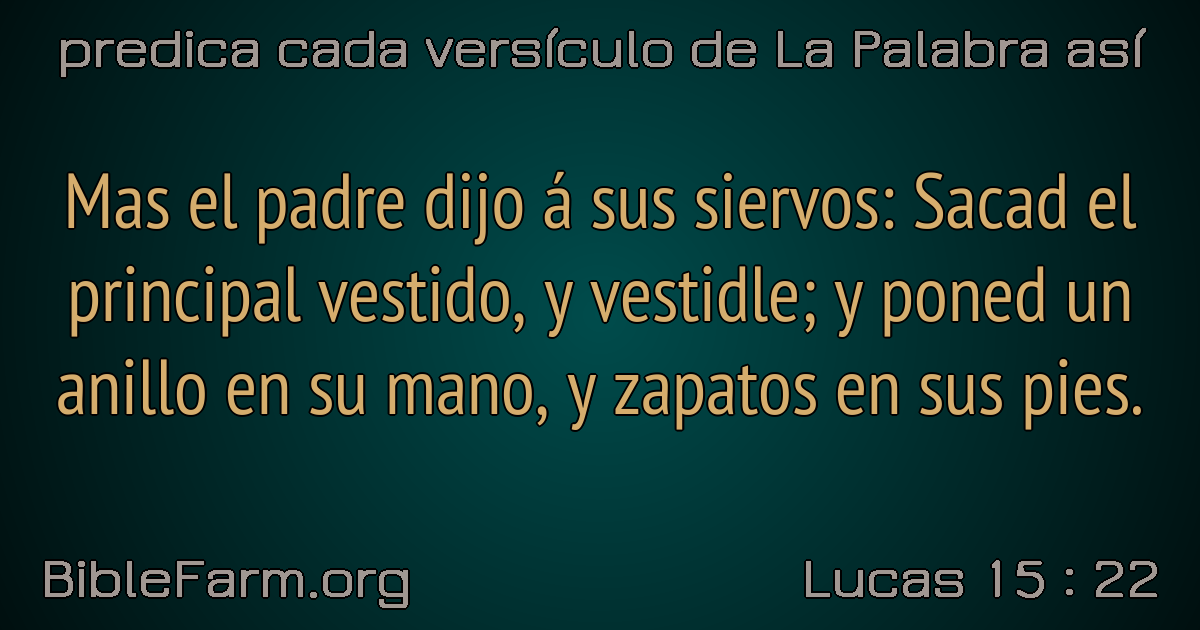 predica cada versículo de La Palabra así
Mas el padre dijo á sus siervos: Sacad el
principal vestido, y vestidle; y poned un
anillo en su mano, y zapatos en sus pies.
BibleFarm.org
Lucas 15 : 22